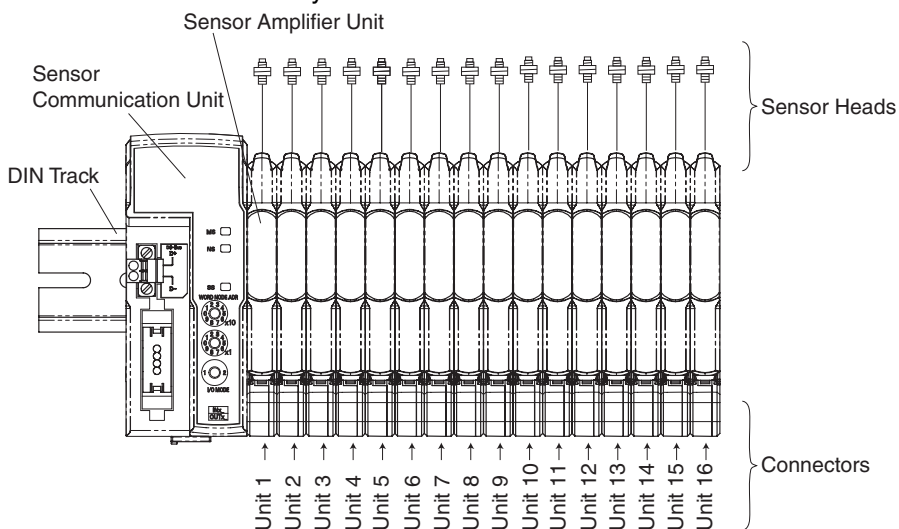 Sensor Amplifier Unit
Sensor
Communication Unit
Sensor Heads
DIN Track
MS
NS
SS
D+
D-
WORD MODE ADR
x10
x1
1 2
I/O MODE
Connectors
Unit 1
Unit 2
Unit 3
Unit 4
Unit 5
Unit 6
Unit 7
Unit 8
Unit 9
Unit 10
Unit 11
Unit 12
Unit 13
Unit 14
Unit 15
Unit 16